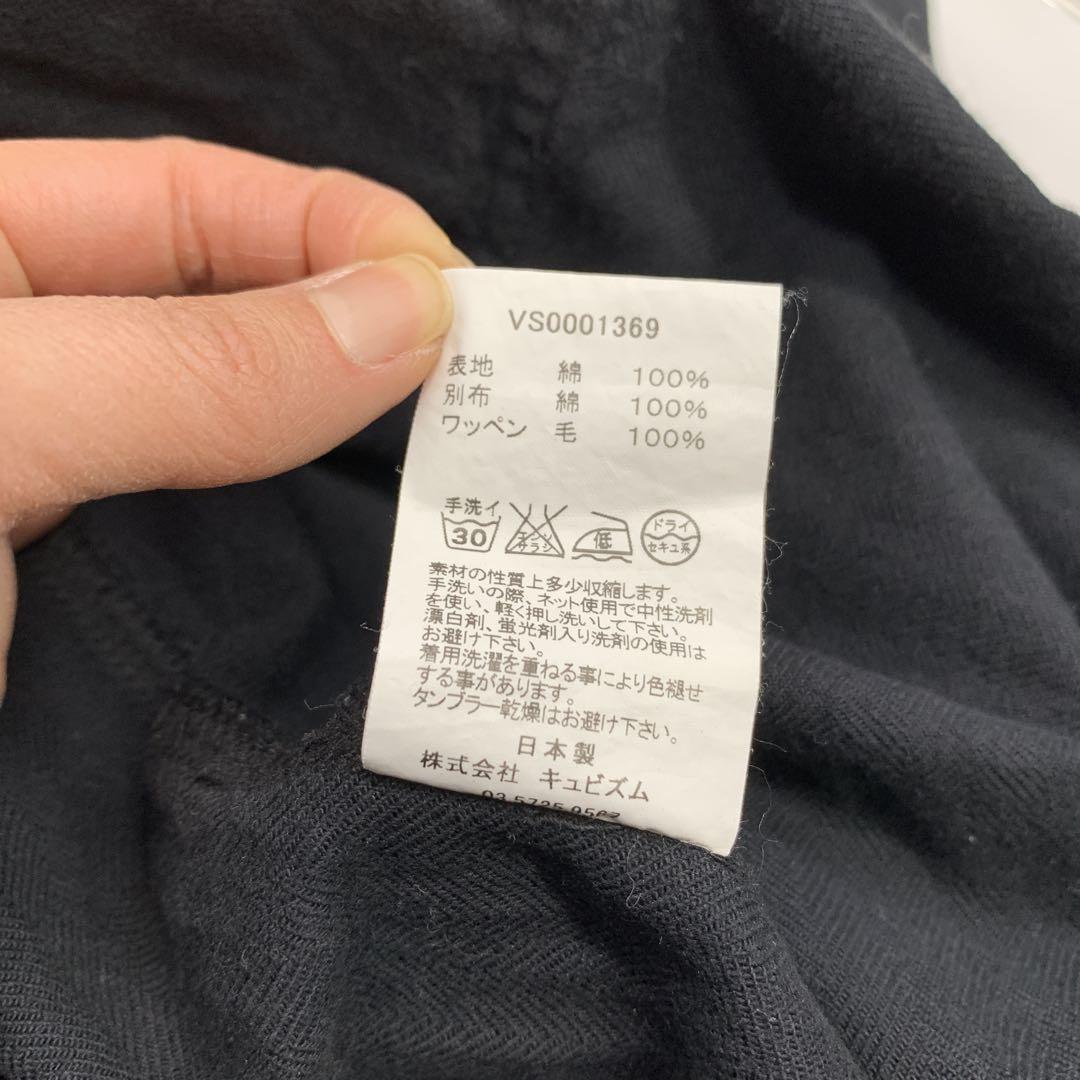 VS0001369
表地 綿 100%
別布 綿 100%
ワッペン 毛 100%
手洗イ
30
エンソ
サラシ
低
ドライ
セキユ系
素材の性質上多少収縮します。
手洗いの際、ネット使用で中性洗剤
を使い、軽く押し洗いして下さい。
漂白剤、蛍光剤入り洗剤の使用は
お避け下さい。
着用洗濯を重ねる事により色褪せ
する事があります。
タンブラー乾燥はお避け下さい。
日本製
株式会社 キュビズム